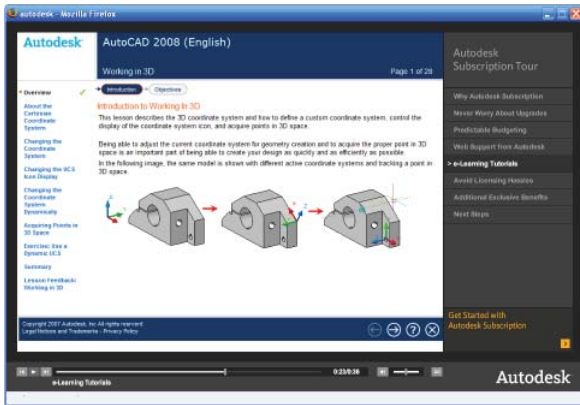 autodesk - Mozilla Firefox
Autodesk
AutoCAD 2008 (English)
Working in 3D
Page 1 of 28
Autodesk
Subscription Tour
Why Autodesk Subscription
Never Worry About Upgrades
Predictable Budgeting
Web Support from Autodesk
> e-Learning Tutorials
Avoid Licensing Hassles
Additional Exclusive Benefits
Next Steps
Get Started with
Autodesk Subscription
Overview
About the
Cartesian
Coordinate
System
Changing the
Coordinate
System
Changing the UCS
Icon Display
Changing the
Coordinate
System
Dynamically
Acquiring Points in
3D Space
Exercise: Use a
Dynamic UCS
Summary
Lesson Feedback:
Working in 3D
Introduction
Objectives
Introduction to Working in 3D
This lesson describes the 3D coordinate system and how to define a custom coordinate system, control the
display of the coordinate system icon, and acquire points in 3D space.
Being able to adjust the current coordinate system for geometry creation and to acquire the proper point in 3D
space is an important part of being able to create your design as quickly and as efficiently as possible.
In the following image, the same model is shown with different active coordinate systems and tracking a point in
3D space.
Copyright 2007 Autodesk, Inc All rights reserved
Legal Notices and Trademarks - Privacy Policy
0:23/0:36
e-Learning Tutorials
Autodesk